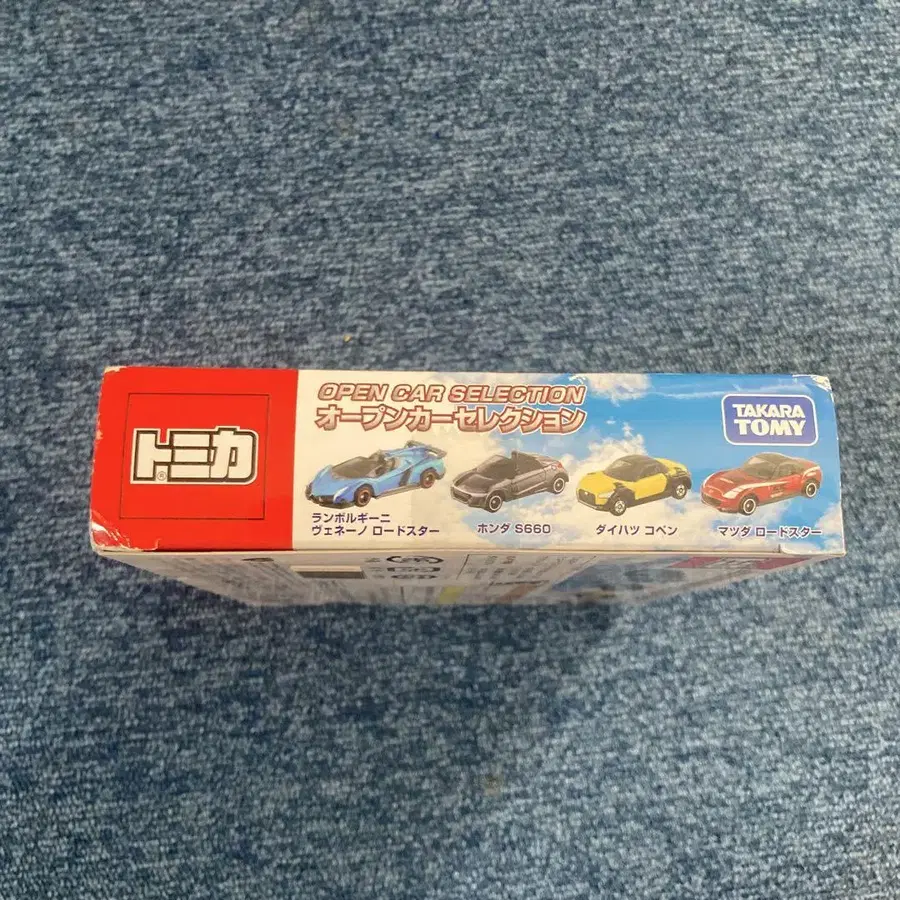 トミカ
®
OPEN CAR SELECTION
オープンカーセレクション
TAKARA
TOMY
ランボルギーニ
ヴェネーノ ロードスター
ホンダ S660
ダイハツ コペン
マツダ ロードスター